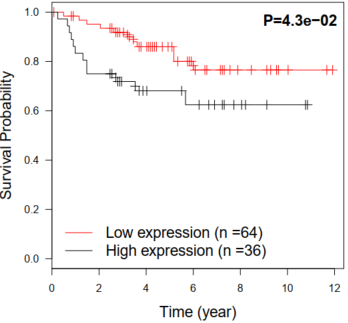 P=4.3e−02
1.0
0.8
0.6
0.4
0.2
0.0
Survival Probability
Low expression (n =64)
High expression (n =36)
0 2 4 6 8 10 12
Time (year)